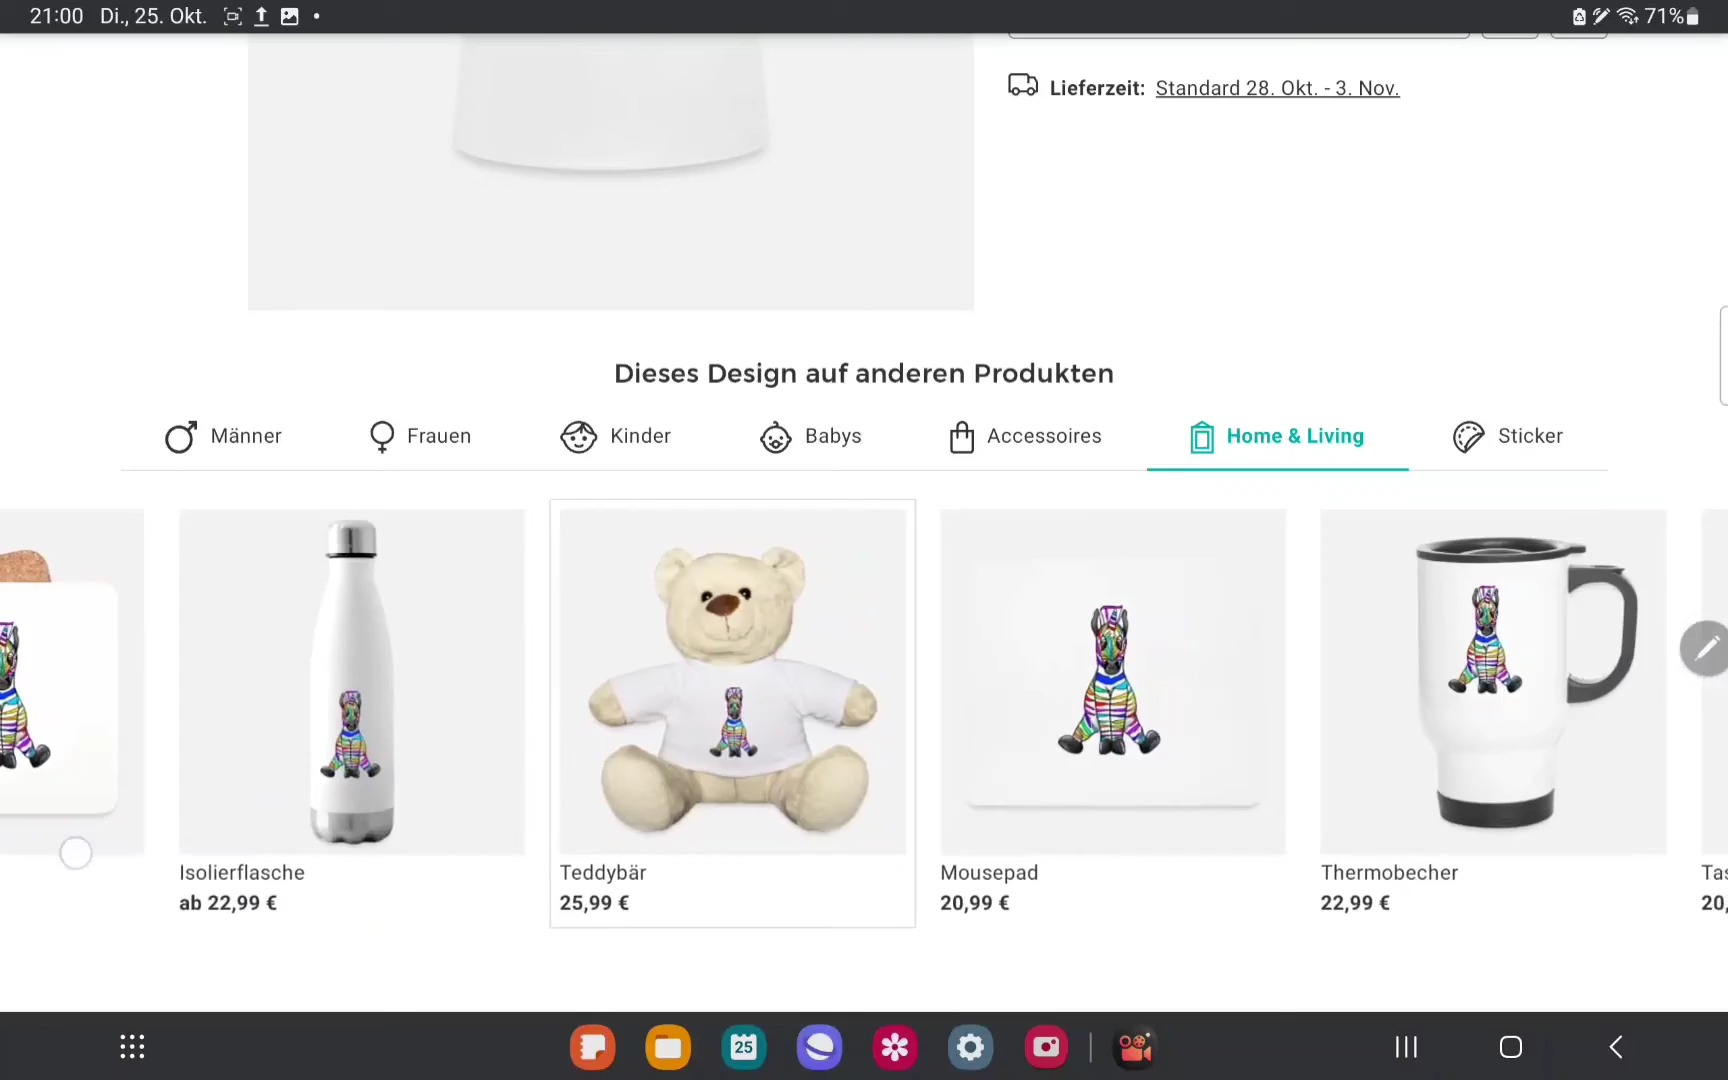 21:00 Di., 25. Okt.
71%
Lieferzeit: Standard 28. Okt. - 3. Nov.
Dieses Design auf anderen Produkten
Männer Frauen Kinder Babys Accessoires Home & Living Sticker
Isolierflasche
ab 22,99 €
Teddybär
25,99 €
Mousepad
20,99 €
Thermobecher
22,99 €
25